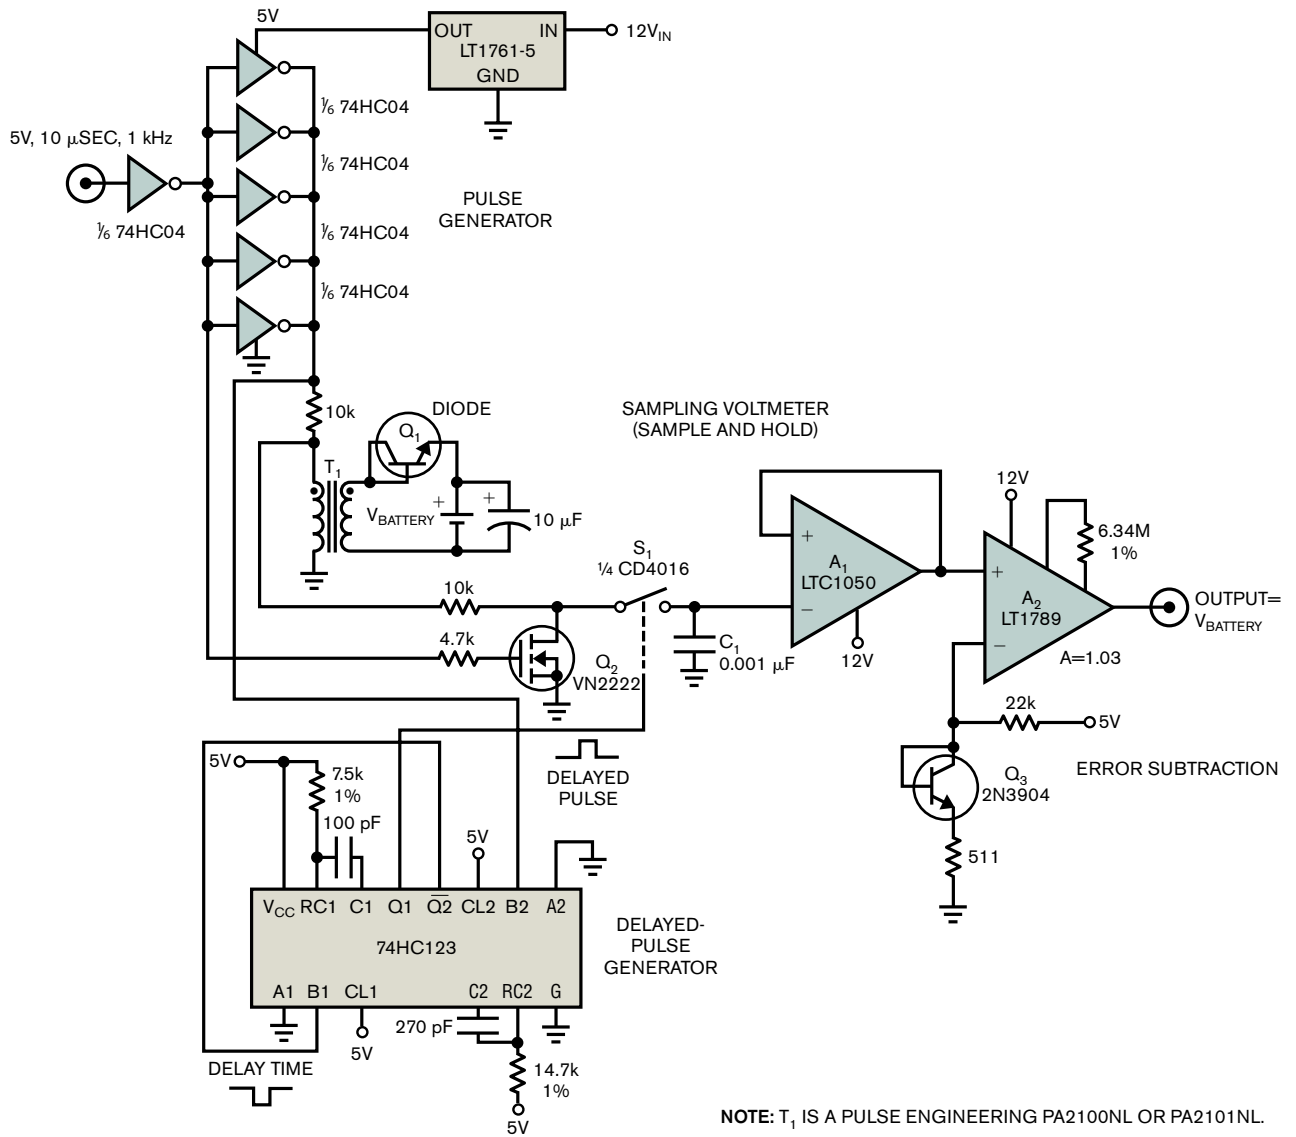 5V
OUT
IN
12V_IN
LT1761-5
GND
⅙ 74HC04
5V, 10 μSEC, 1 kHz
⅙ 74HC04
⅙ 74HC04
⅙ 74HC04
⅙ 74HC04
PULSE
GENERATOR
10k
DIODE
Q1
T1
+
V_BATTERY
+
10 μF
SAMPLING VOLTMETER
(SAMPLE AND HOLD)
S1
¼ CD4016
10k
4.7k
Q2
VN2222
C1
0.001 μF
+
A1
LTC1050
−
12V
12V
6.34M
1%
+
A2
LT1789
−
A=1.03
OUTPUT=
V_BATTERY
22k
5V
Q3
2N3904
511
ERROR SUBTRACTION
5V
7.5k
1%
100 pF
DELAYED
PULSE
5V
VCC RC1 C1 Q1 Q̅2̅ CL2 B2 A2
74HC123
A1 B1 CL1 C2 RC2 G
DELAYED-
PULSE
GENERATOR
5V
270 pF
14.7k
1%
5V
DELAY TIME
NOTE: T1 IS A PULSE ENGINEERING PA2100NL OR PA2101NL.